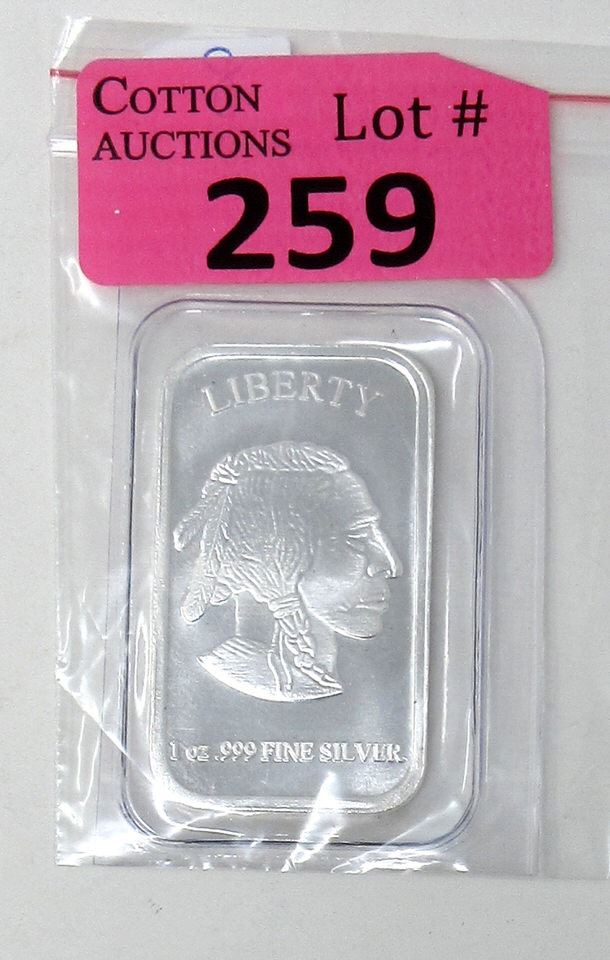 COTTON
AUCTIONS
Lot #
259
LIBERTY
1 oz .999 FINE SILVER